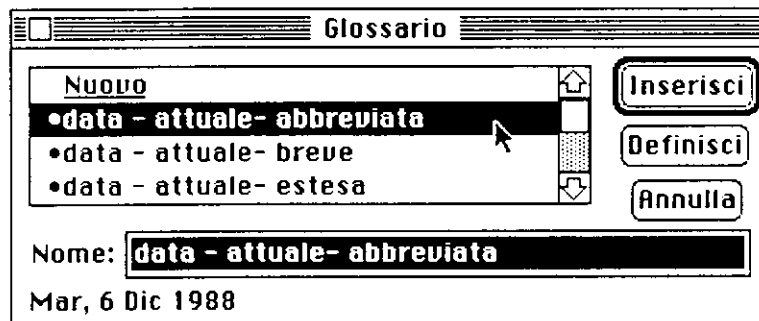 Glossario
Nuovo
•data - attuale- abbreviata
•data - attuale- breve
•data - attuale- estesa
Inserisci
Definisci
Annulla
Nome: data - attuale- abbreviata
Mar, 6 Dic 1988